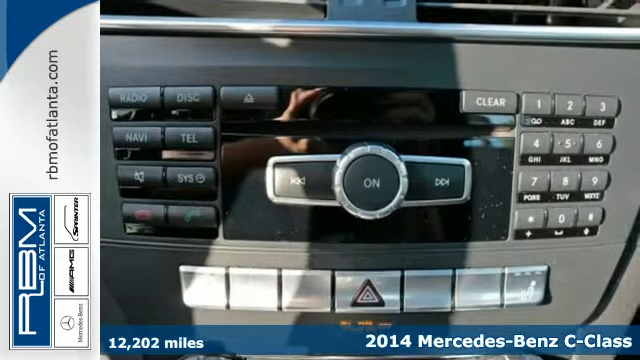 rbmofatlanta.com
RBM
OF ATLANTA
SPRINTER
AMG
Mercedes-Benz
RADIO DISC
NAVI TEL
SYS
ON
CLEAR
1 2 3
ABC DEF
4 5 6
GHI JKL MNO
7 8 9
PQRS TUV WXYZ
* 0 #
12,202 miles
2014 Mercedes-Benz C-Class